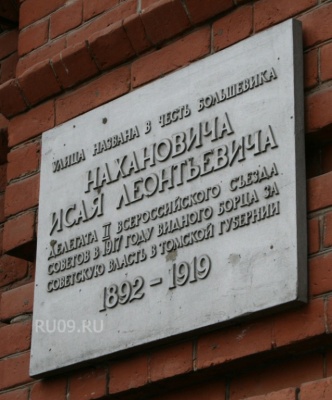 УЛИЦА НАЗВАНА В ЧЕСТЬ БОЛЬШЕВИКА
НАХАНОВИЧА
ИСАЯ ЛЕОНТЬЕВИЧА
ДЕЛЕГАТА II ВСЕРОССИЙСКОГО СЪЕЗДА
СОВЕТОВ В 1917 ГОДУ ВИДНОГО БОРЦА ЗА
СОВЕТСКУЮ ВЛАСТЬ В ТОМСКОЙ ГУБЕРНИИ
1892 – 1919
RU09.RU